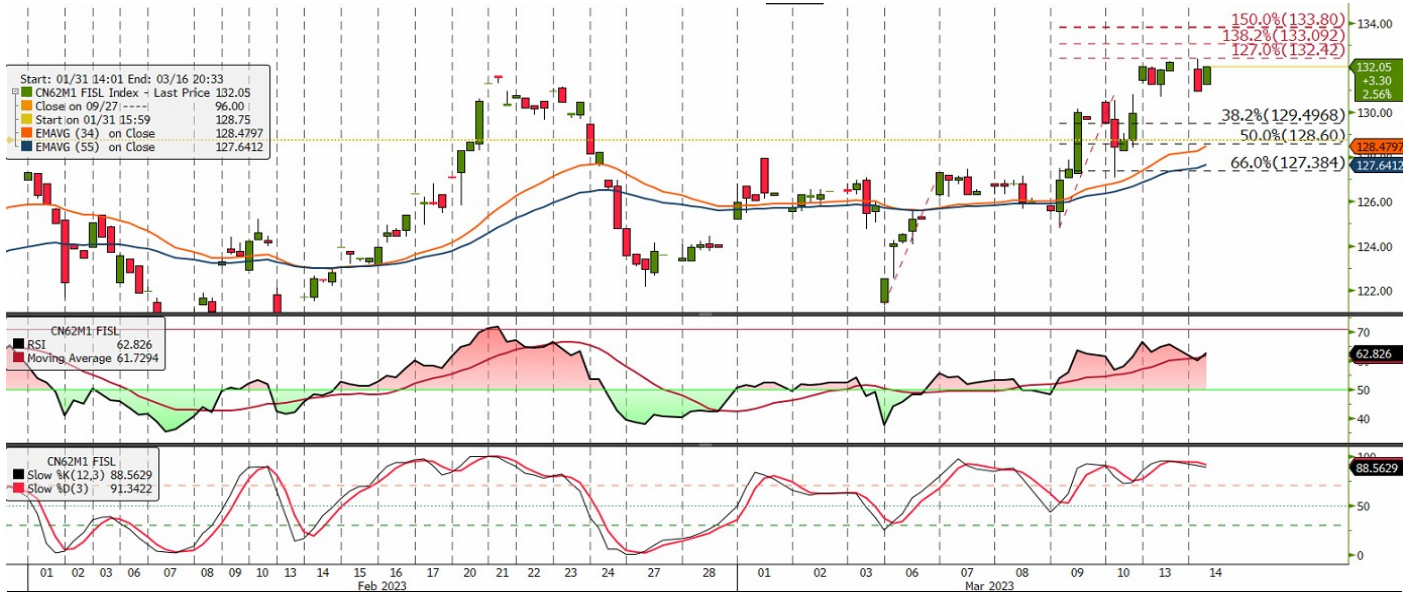 150.0%(133.80)
138.2%(133.092)
127.0%(132.42)
38.2%(129.4968)
50.0%(128.60)
66.0%(127.384)
134.00
132.05
+3.30
2.56%
130.00
128.4797
127.6412
126.00
124.00
122.00
Start: 01/31 14:01 End: 03/16 20:33
CN62M1 FISL Index - Last Price 132.05
Close on 09/27 ---- 96.00
Start on 01/31 15:59 128.75
EMAVG (34) on Close 128.4797
EMAVG (55) on Close 127.6412
CN62M1 FISL
RSI 62.826
Moving Average 61.7294
70
62.826
50
40
CN62M1 FISL
Slow %K(12,3) 88.5629
Slow %D(3) 91.3422
88.5629
50
0
01 02 03 06 07 08 09 10 13 14 15 16 17 20 21 22 23 24 27 28 01 02 03 06 07 08 09 10 13 14
Feb 2023 Mar 2023